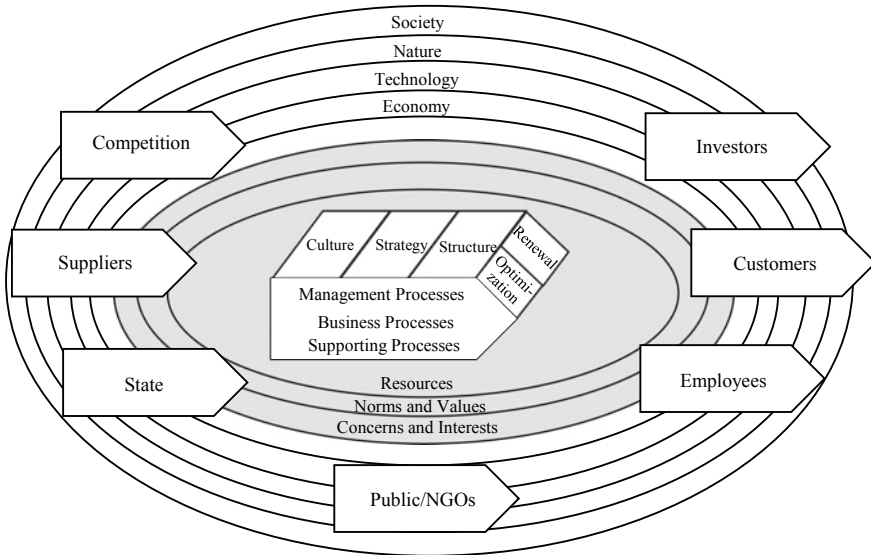 Society
Nature
Technology
Economy
Competition
Investors
Culture
Strategy
Structure
Renewal
Optimi-
zation
Suppliers
Customers
Management Processes
Business Processes
Supporting Processes
State
Employees
Resources
Norms and Values
Concerns and Interests
Public/NGOs